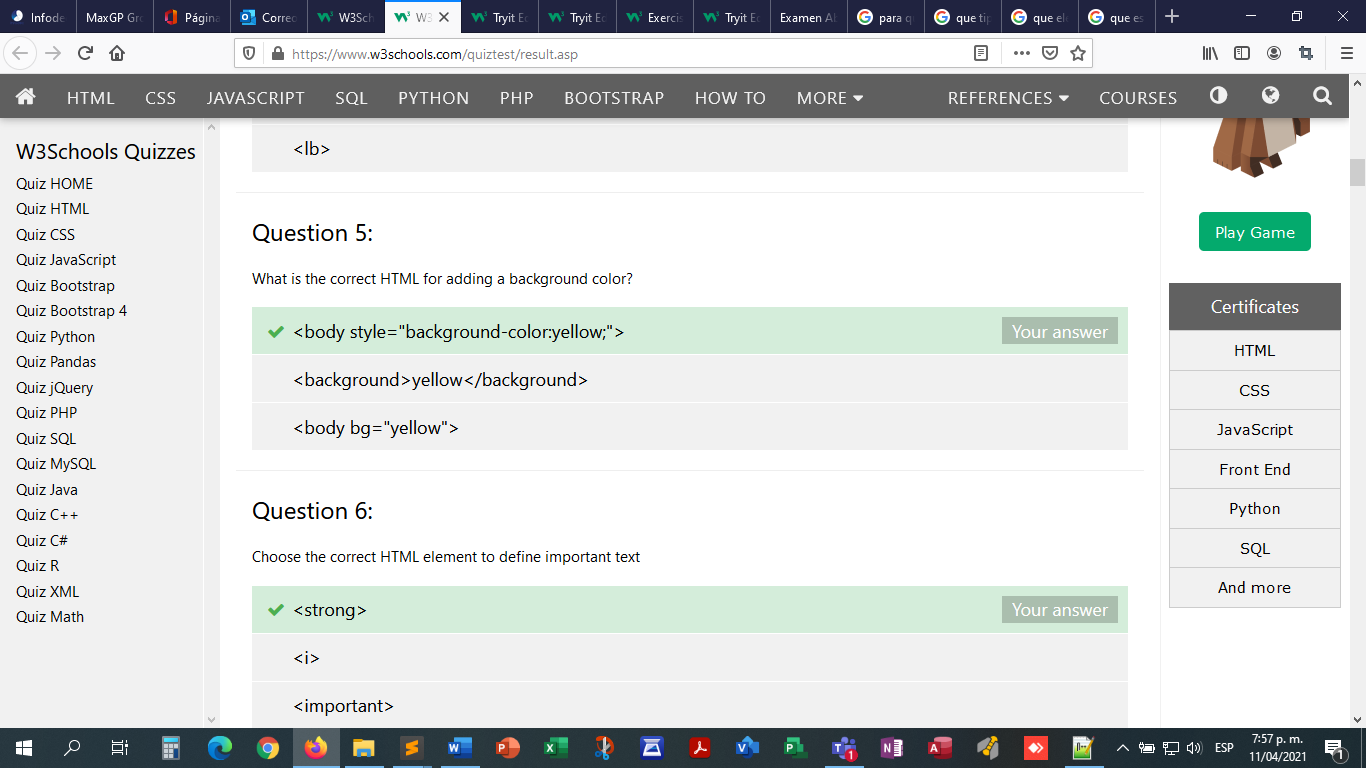 Infode
MaxGP Gro
Página
Correo
W3Sch
W3
Tryit Ed
Tryit Ed
Exercis
Tryit Ed
Examen Al
para q
que tip
que ele
que es
https://www.w3schools.com/quiztest/result.asp
HTML
CSS
JAVASCRIPT
SQL
PYTHON
PHP
BOOTSTRAP
HOW TO
MORE
REFERENCES
COURSES
W3Schools Quizzes
Quiz HOME
Quiz HTML
Quiz CSS
Quiz JavaScript
Quiz Bootstrap
Quiz Bootstrap 4
Quiz Python
Quiz Pandas
Quiz jQuery
Quiz PHP
Quiz SQL
Quiz MySQL
Quiz Java
Quiz C++
Quiz C#
Quiz R
Quiz XML
Quiz Math
<lb>
Question 5:
What is the correct HTML for adding a background color?
<body style="background-color:yellow;">
Your answer
<background>yellow</background>
<body bg="yellow">
Question 6:
Choose the correct HTML element to define important text
<strong>
Your answer
<i>
<important>
Play Game
Certificates
HTML
CSS
JavaScript
Front End
Python
SQL
And more
ESP
7:57 p. m.
11/04/2021